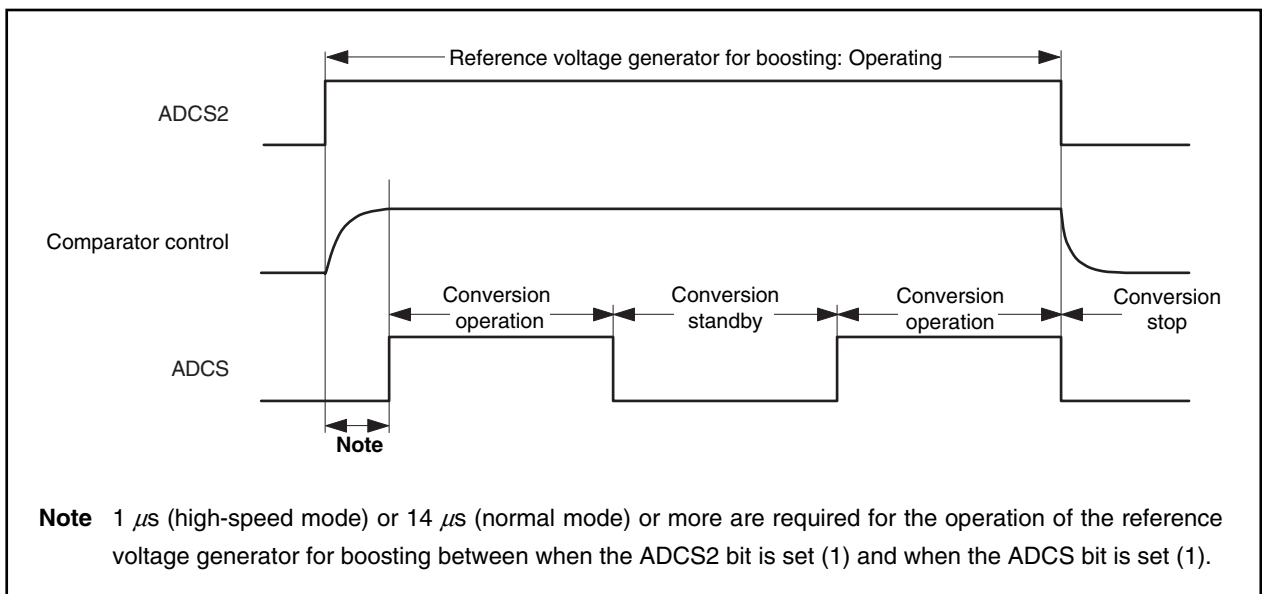 Reference voltage generator for boosting: Operating
ADCS2
Comparator control
Conversion
operation
Conversion
standby
Conversion
operation
Conversion
stop
ADCS
Note
Note 1 μs (high-speed mode) or 14 μs (normal mode) or more are required for the operation of the reference
voltage generator for boosting between when the ADCS2 bit is set (1) and when the ADCS bit is set (1).